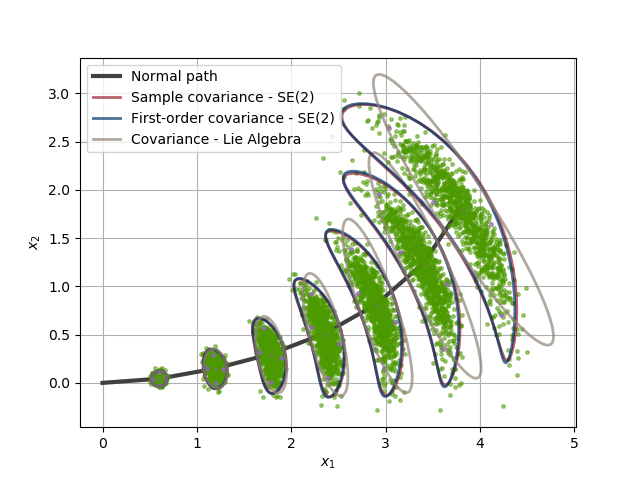 Normal path
Sample covariance - SE(2)
First-order covariance - SE(2)
Covariance - Lie Algebra
3.0
2.5
2.0
1.5
1.0
0.5
0.0
x₂
0 1 2 3 4 5
x₁